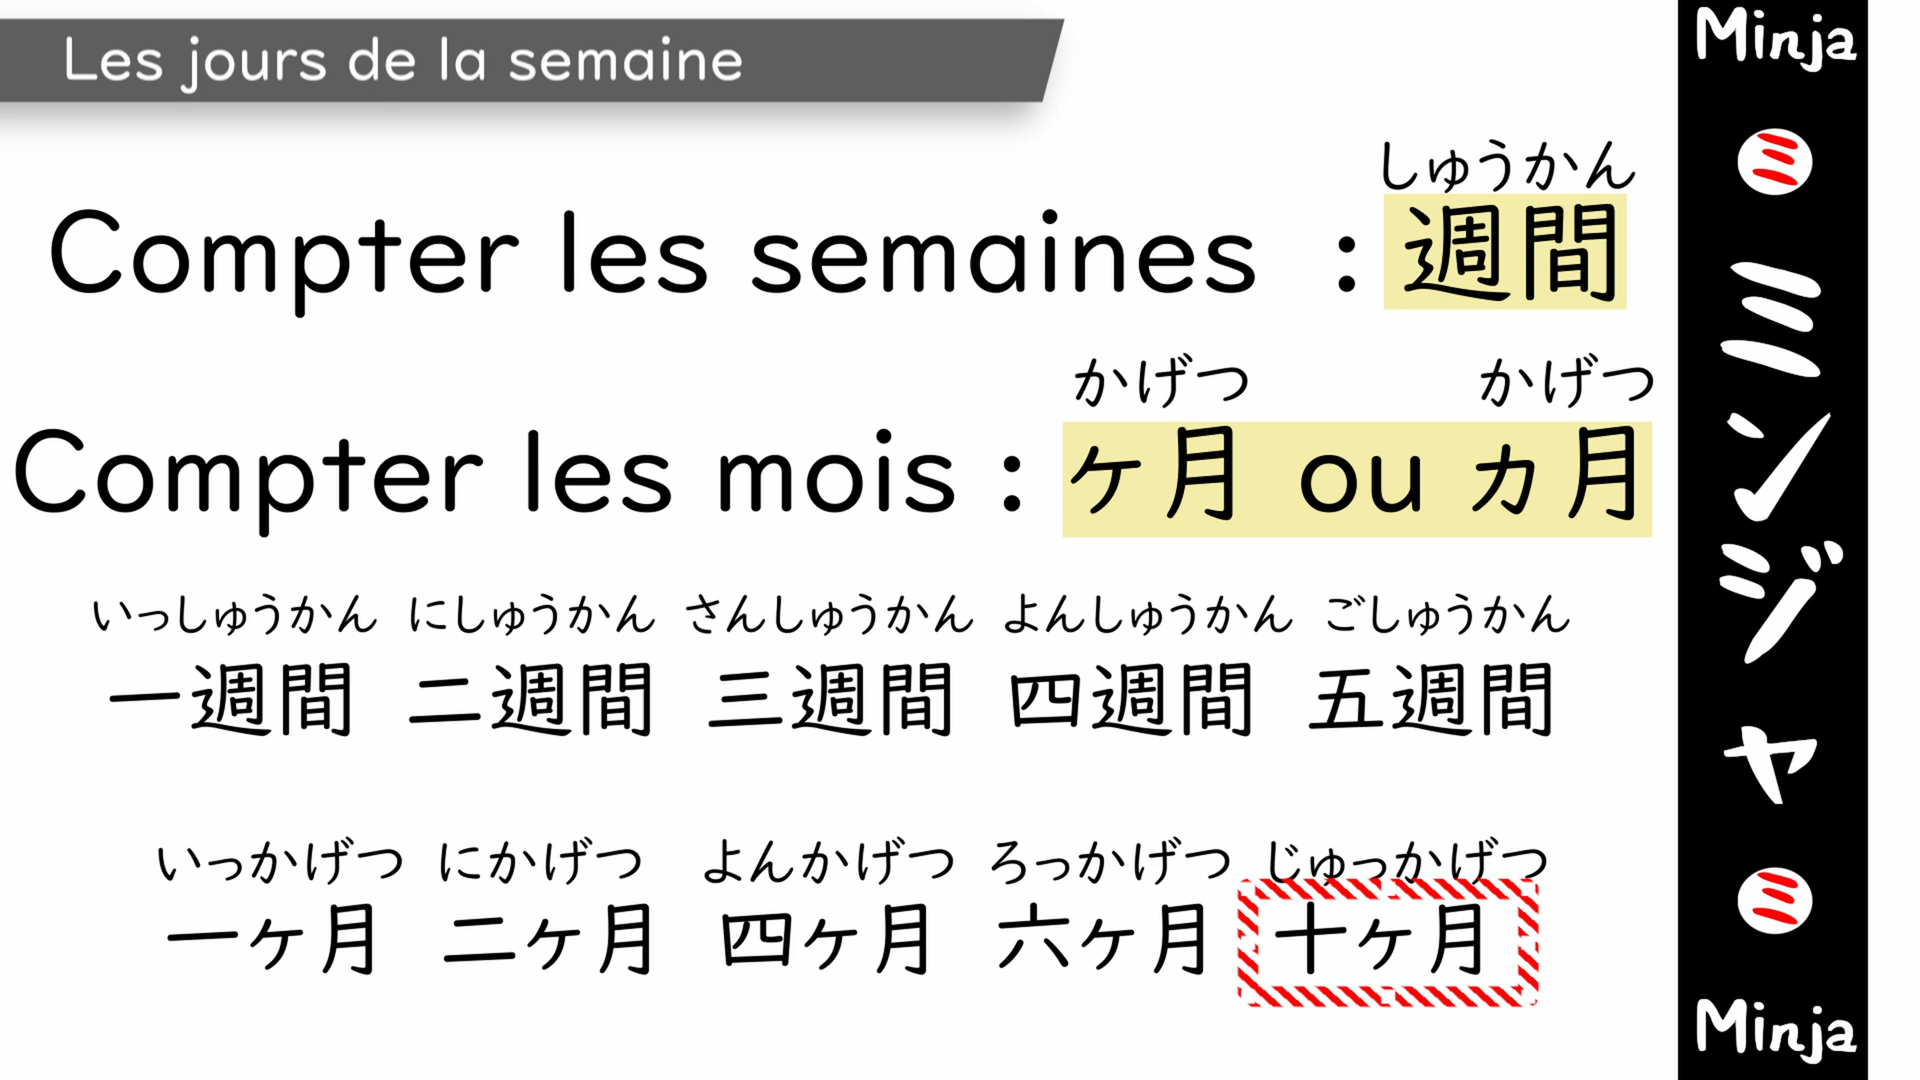 Les jours de la semaine
しゅうかん
Compter les semaines : 週間
かげつ かげつ
Compter les mois : ケ月 ou カ月
いっしゅうかん にしゅうかん さんしゅうかん よんしゅうかん ごしゅうかん
一週間 二週間 三週間 四週間 五週間
いっかげつ にかげつ よんかげつ ろっかげつ じゅっかげつ
一ケ月 二ケ月 四ケ月 六ケ月 十ケ月
Minja
ミ
ミンジャ
ミ
Minja